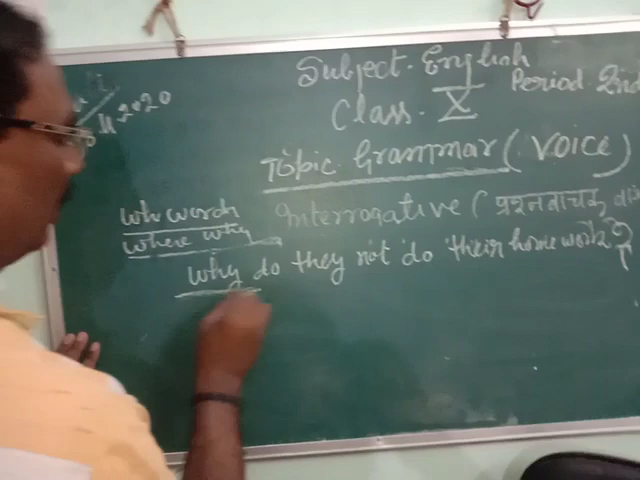 Subject. English
Period. 2nd
Class. X
2020
Topic. Grammar (VOICE)
Wh words Interrogative (प्रश्नवाचक
where why
Why do they not do their home work?